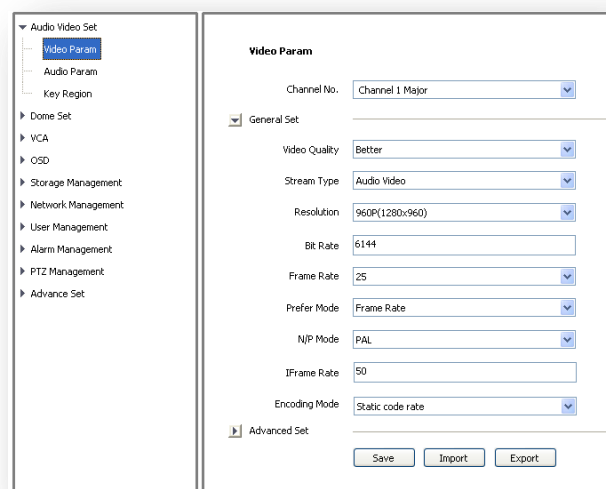 Audio Video Set
Video Param
Audio Param
Key Region
Dome Set
VCA
OSD
Storage Management
Network Management
User Management
Alarm Management
PTZ Management
Advance Set
Video Param
Channel No. Channel 1 Major
General Set
Video Quality Better
Stream Type Audio Video
Resolution 960P(1280x960)
Bit Rate 6144
Frame Rate 25
Prefer Mode Frame Rate
N/P Mode PAL
IFrame Rate 50
Encoding Mode Static code rate
Advanced Set
Save Import Export